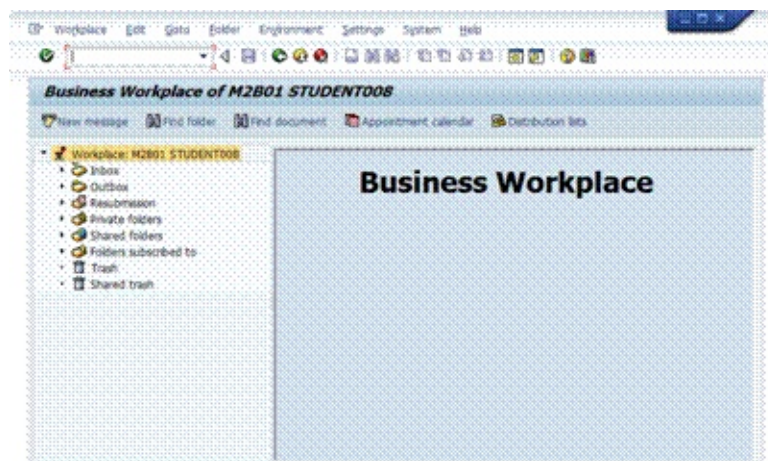 Workplace Edit Goto Folder Environment Settings System Help
Business Workplace of M2B01 STUDENT008
New message Find folder Find document Appointment calendar Distribution lists
Workplace: M2B01 STUDENT008
Inbox
Outbox
Resubmission
Private folders
Shared folders
Folders subscribed to
Trash
Shared trash
Business Workplace